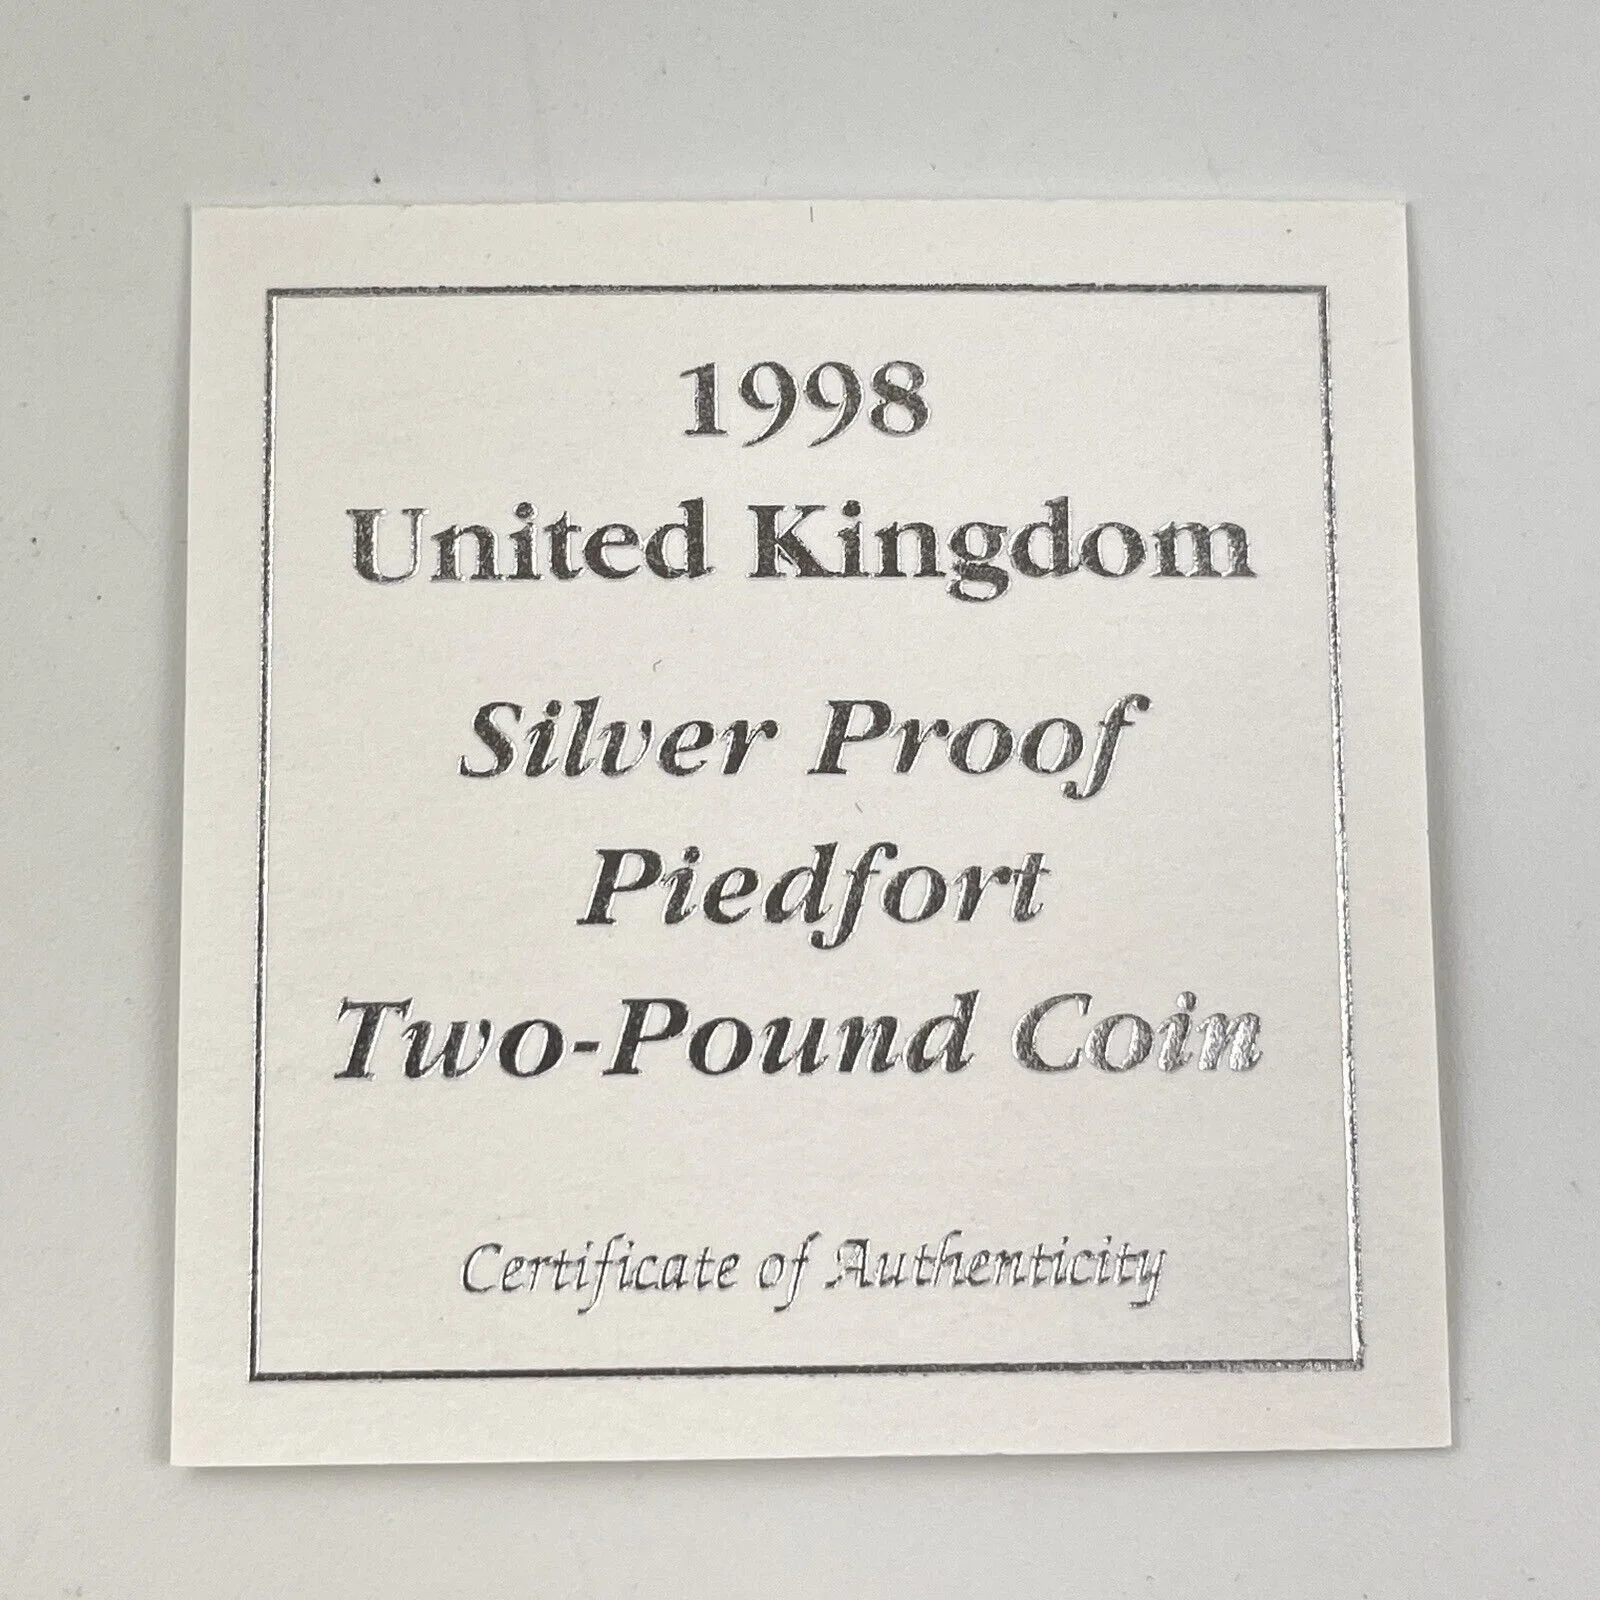 1998
United Kingdom
Silver Proof
Piedfort
Two-Pound Coin
Certificate of Authenticity